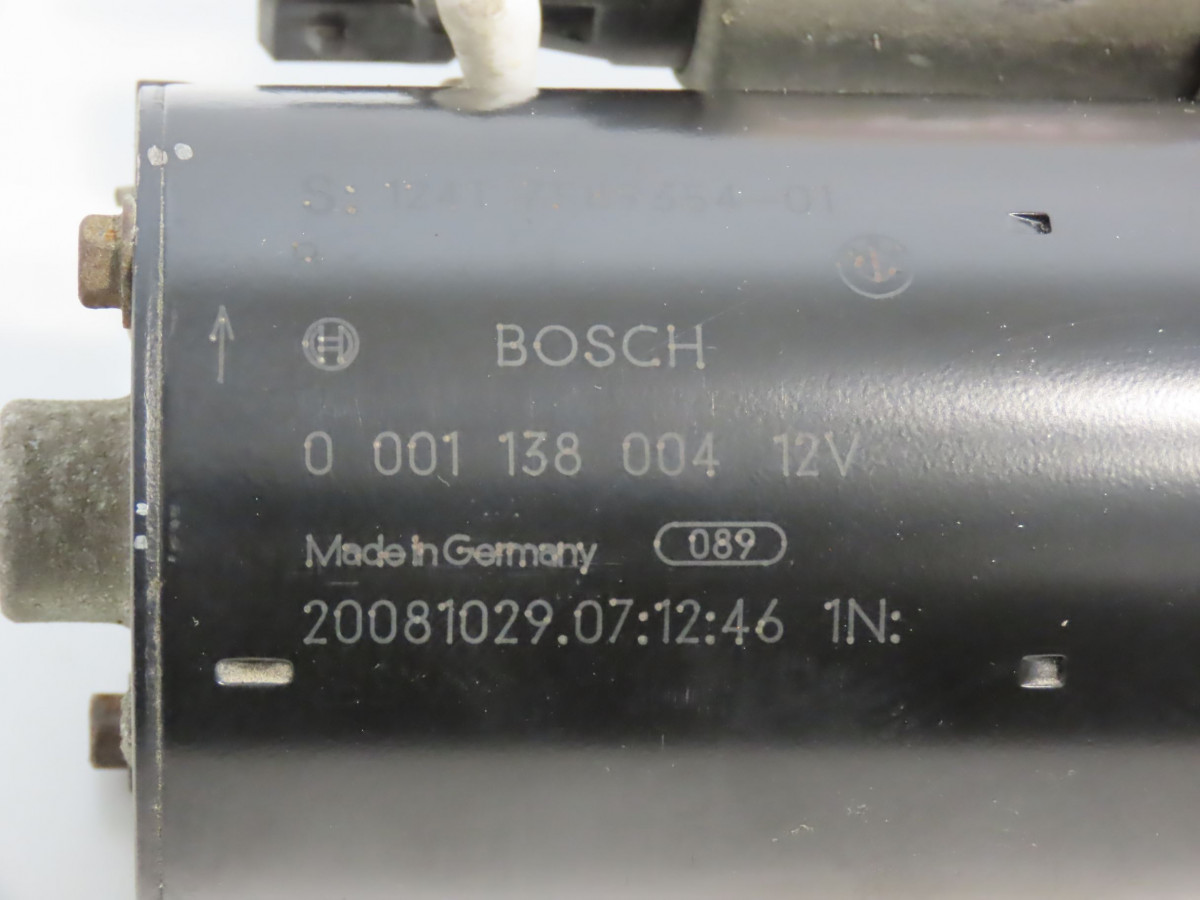 BOSCH
0 001 138 004 12V
Made in Germany 089
20081029.07:12:46 1N: